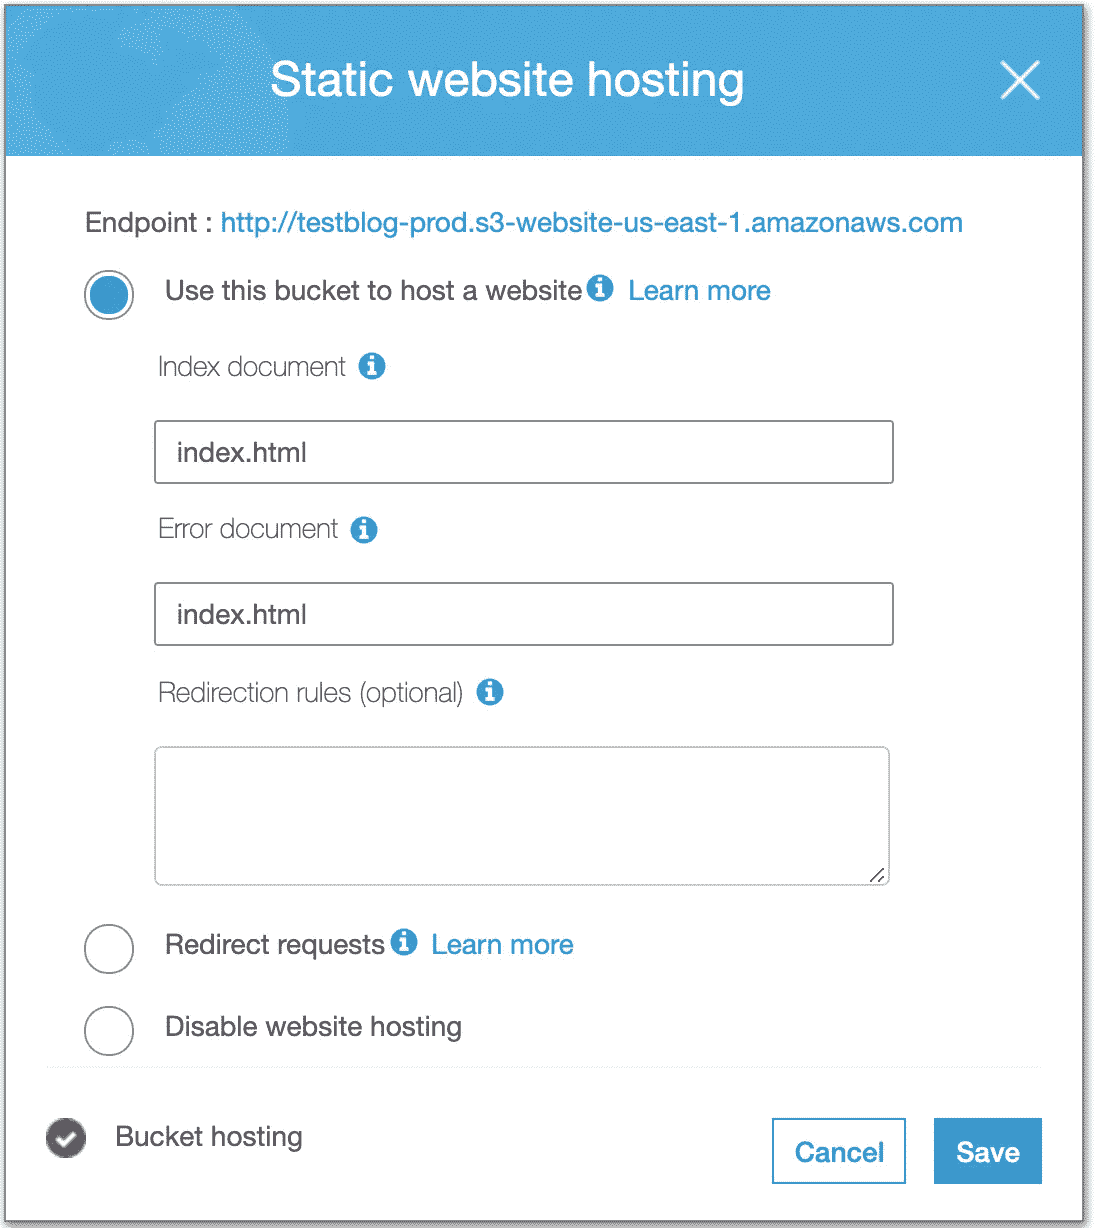 Static website hosting
Endpoint : http://testblog-prod.s3-website-us-east-1.amazonaws.com
Use this bucket to host a website Learn more
Index document
index.html
Error document
index.html
Redirection rules (optional)
Redirect requests Learn more
Disable website hosting
Bucket hosting
Cancel Save